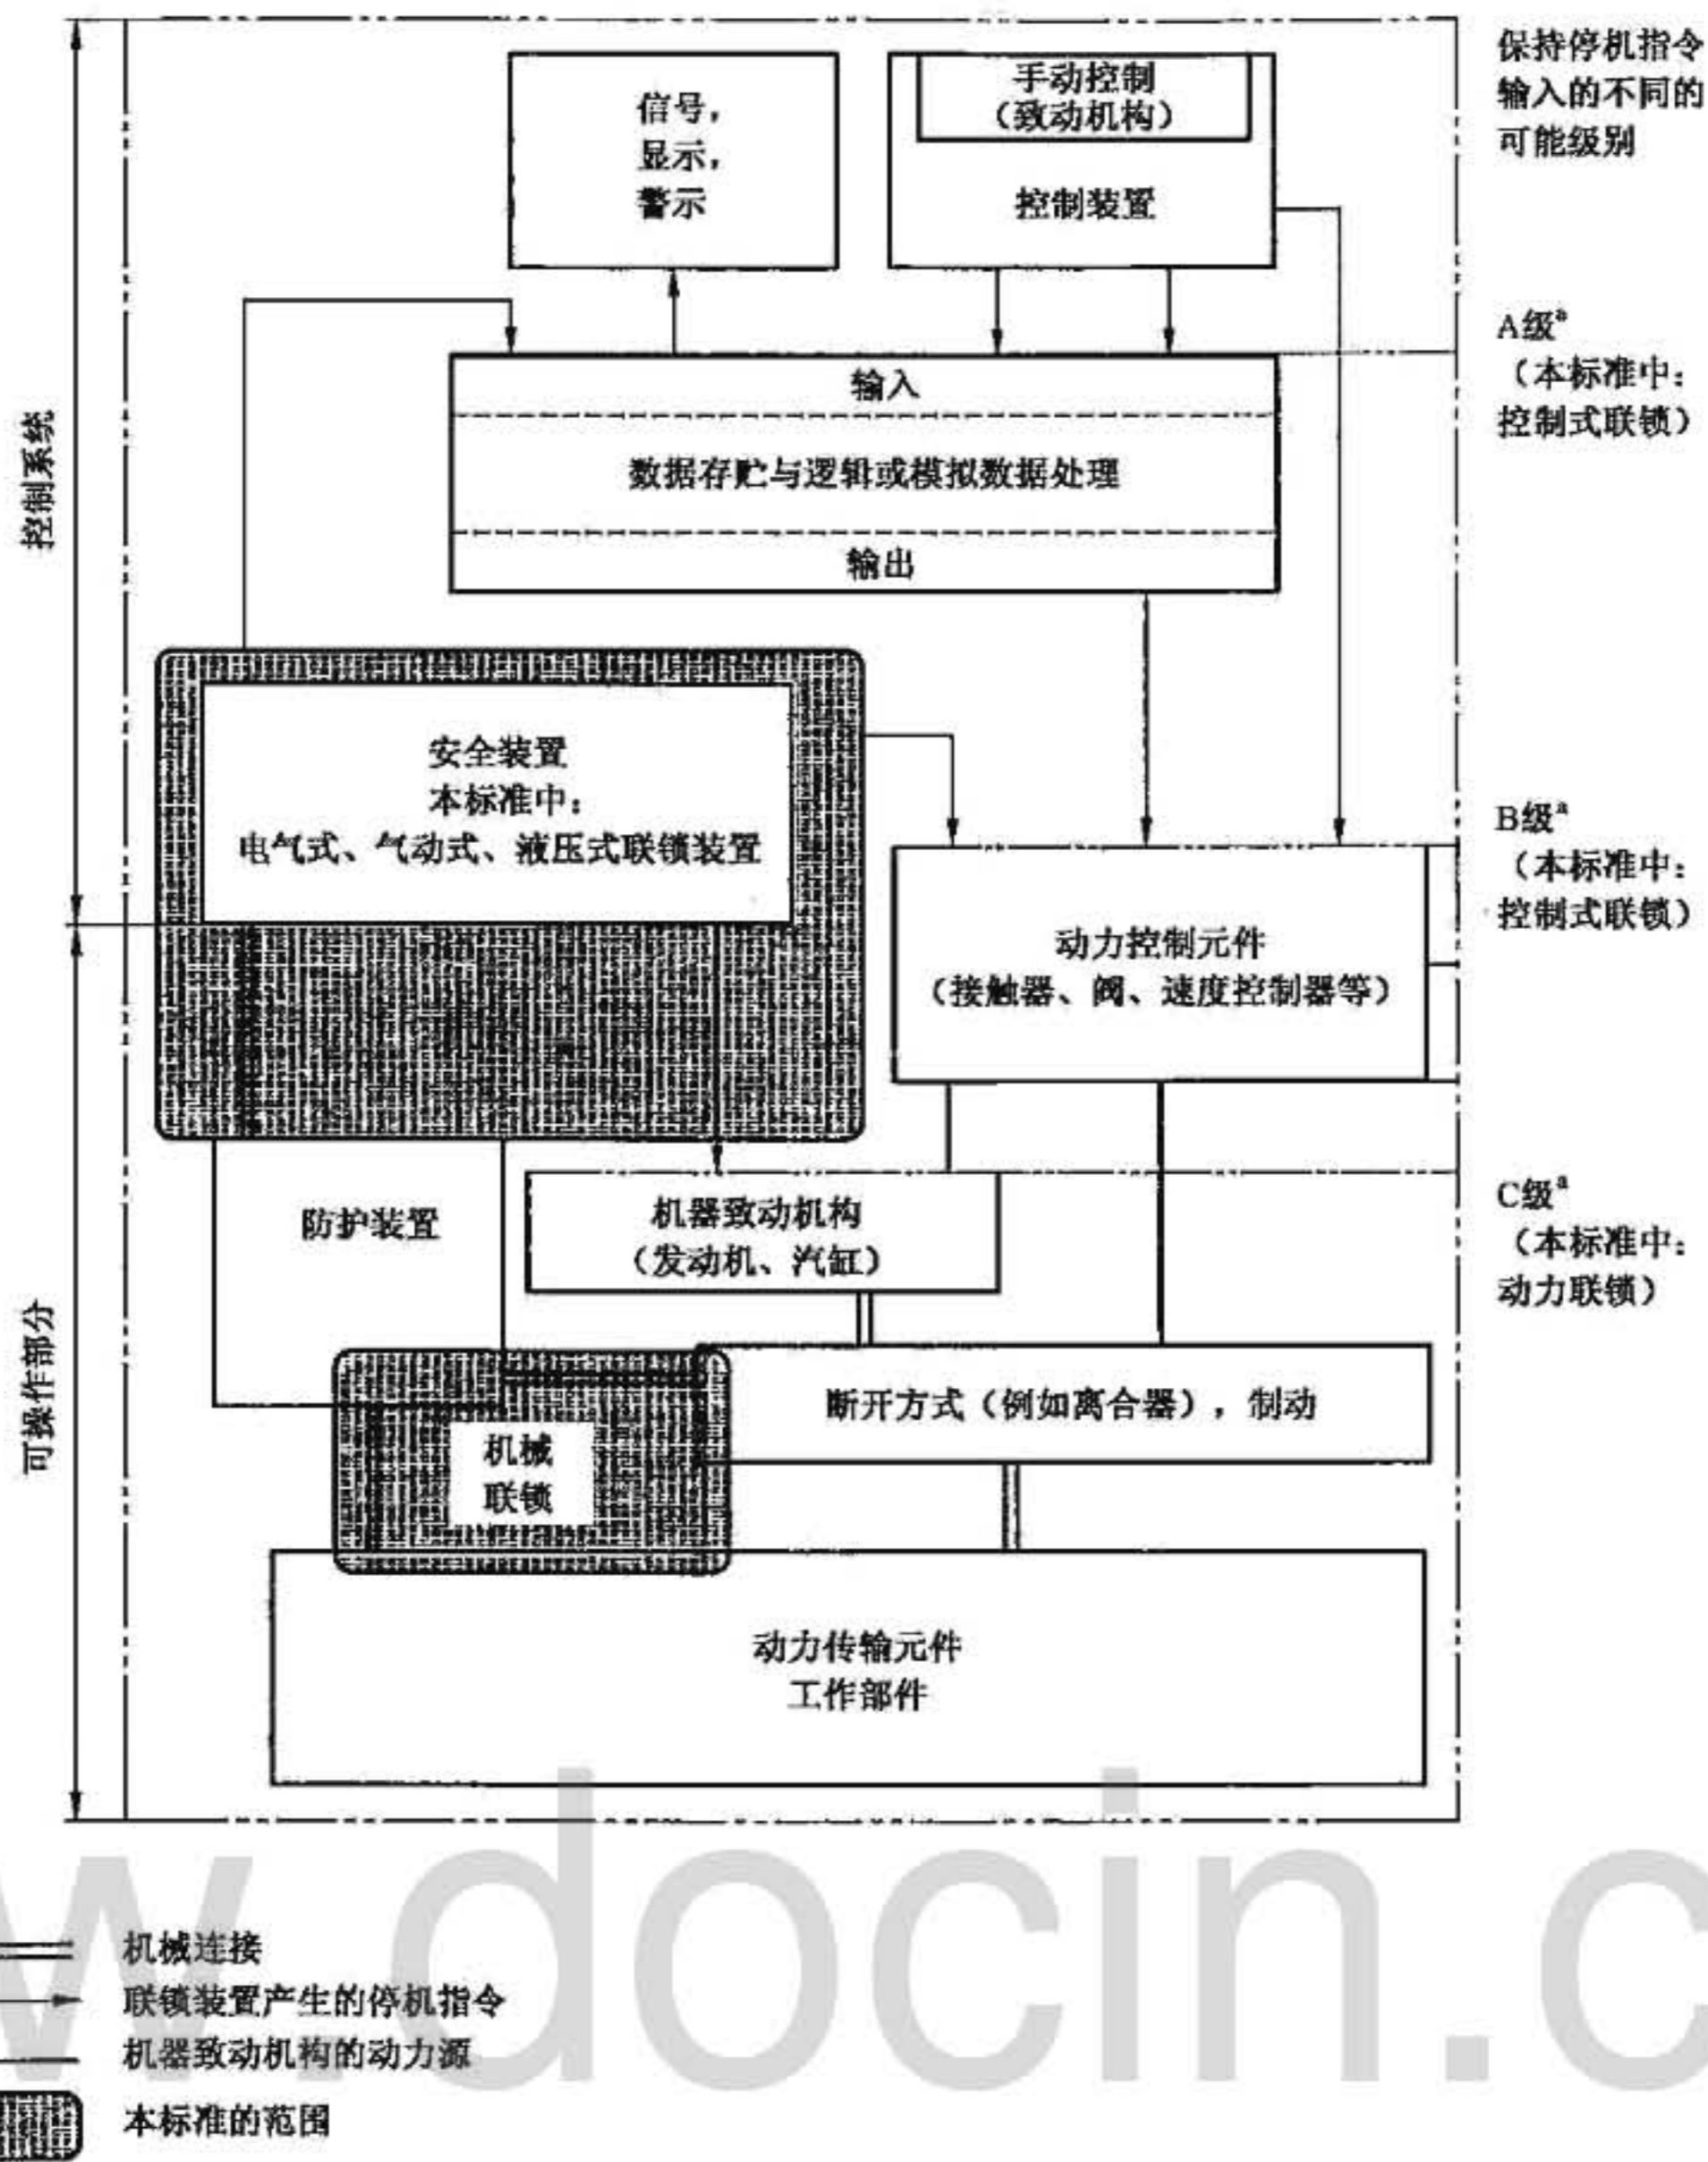 保持停机指令
输入的不同的
可能级别
信号，
显示，
警示
手动控制
（致动机构）
控制装置
A级a
（本标准中：
控制式联锁）
输入
数据存贮与逻辑或模拟数据处理
输出
控制系统
安全装置
本标准中：
电气式、气动式、液压式联锁装置
B级a
（本标准中：
控制式联锁）
动力控制元件
（接触器、阀、速度控制器等）
防护装置
机器致动机构
（发动机、汽缸）
C级a
（本标准中：
动力联锁）
可操作部分
断开方式（例如离合器），制动
机械
联锁
动力传输元件
工作部件
机械连接
联锁装置产生的停机指令
机器致动机构的动力源
本标准的范围
w.docin.c